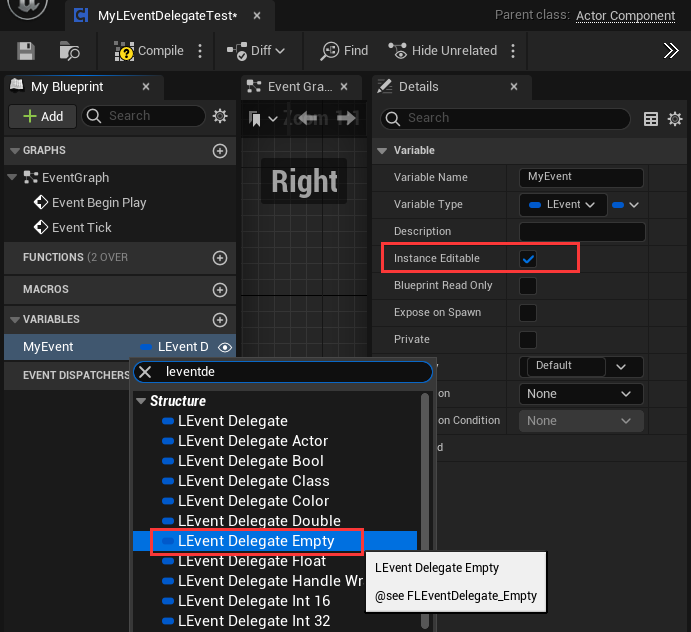 MyLEventDelegateTest*
Parent class: Actor Component
Compile
Diff
Find
Hide Unrelated
My Blueprint
Event Gra...
Details
Add
Search
Zoom 1:1
Search
GRAPHS
Variable
EventGraph
Right
Variable Name
MyEvent
Event Begin Play
Variable Type
LEvent
Event Tick
Description
FUNCTIONS (2 OVER
Instance Editable
MACROS
Blueprint Read Only
VARIABLES
Expose on Spawn
MyEvent
LEvent D
Private
EVENT DISPATCHERS
leventde
Default
on
None
Structure
on Condition
None
LEvent Delegate
LEvent Delegate Actor
d
LEvent Delegate Bool
LEvent Delegate Class
LEvent Delegate Color
LEvent Delegate Double
LEvent Delegate Empty
LEvent Delegate Float
LEvent Delegate Empty
LEvent Delegate Handle Wr
@see FLEventDelegate_Empty
LEvent Delegate Int 16
LEvent Delegate Int 32